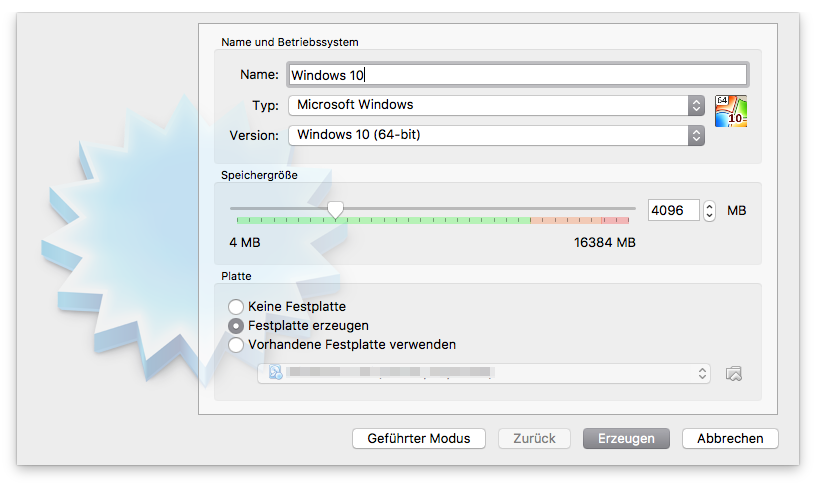 Name und Betriebssystem
Name: Windows 10
Typ: Microsoft Windows
64
10
Version: Windows 10 (64-bit)
Speichergröße
4096 MB
4 MB 16384 MB
Platte
Keine Festplatte
Festplatte erzeugen
Vorhandene Festplatte verwenden
Geführter Modus Zurück Erzeugen Abbrechen